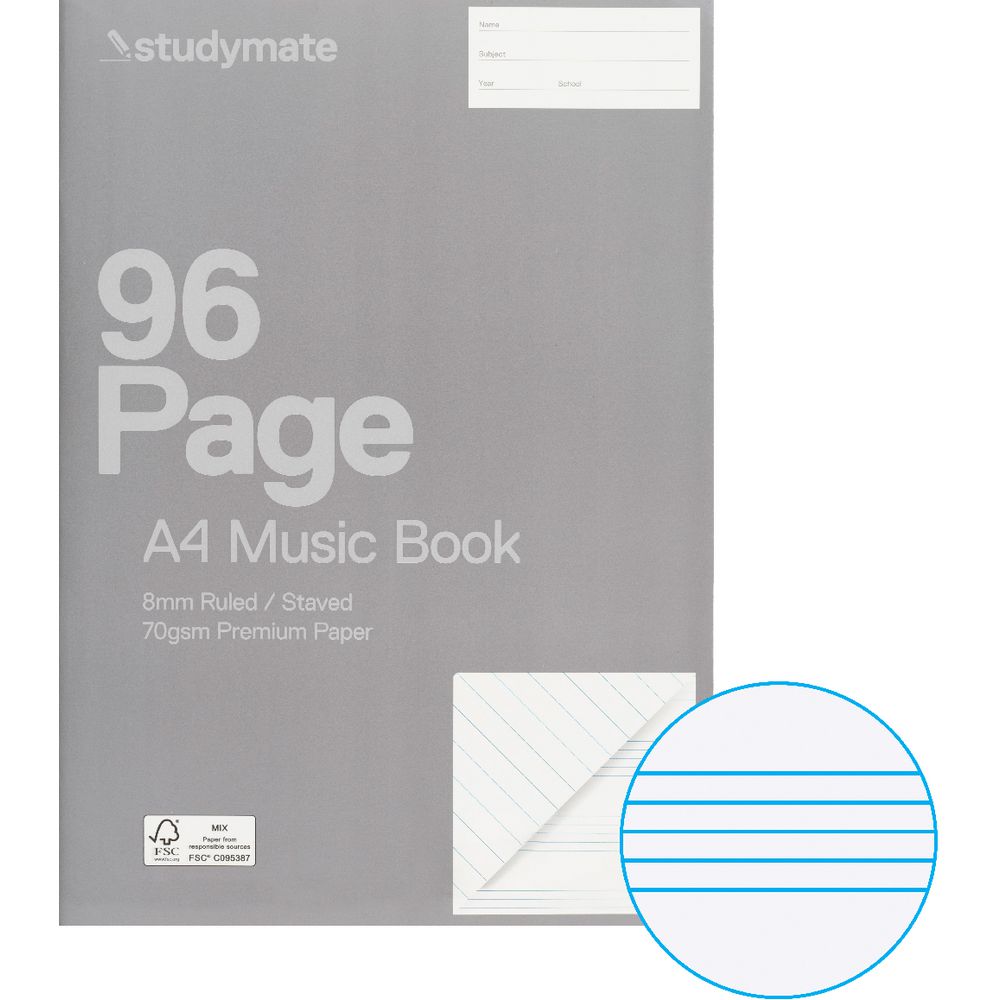 studymate
Name
Subject
Year School
96
Page
A4 Music Book
8mm Ruled / Staved
70gsm Premium Paper
FSC
www.fsc.org
MIX
Paper from
responsible sources
FSC® C095387